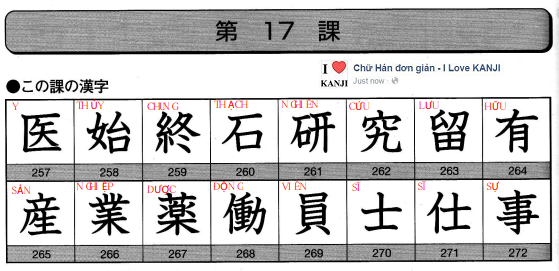 第 17 課
I ❤ KANJI
Chữ Hán đơn giản - I Love KANJI
Just now
●この課の漢字
Y THỦY CHUNG THẠCH NGHIÊN CỨU LƯU HỮU
医 始 終 石 研 究 留 有
257 258 259 260 261 262 263 264
SẢN NGHIỆP DƯỢC ĐỘNG VIÊN SĨ SĨ SỰ
産 業 薬 働 員 士 仕 事
265 266 267 268 269 270 271 272